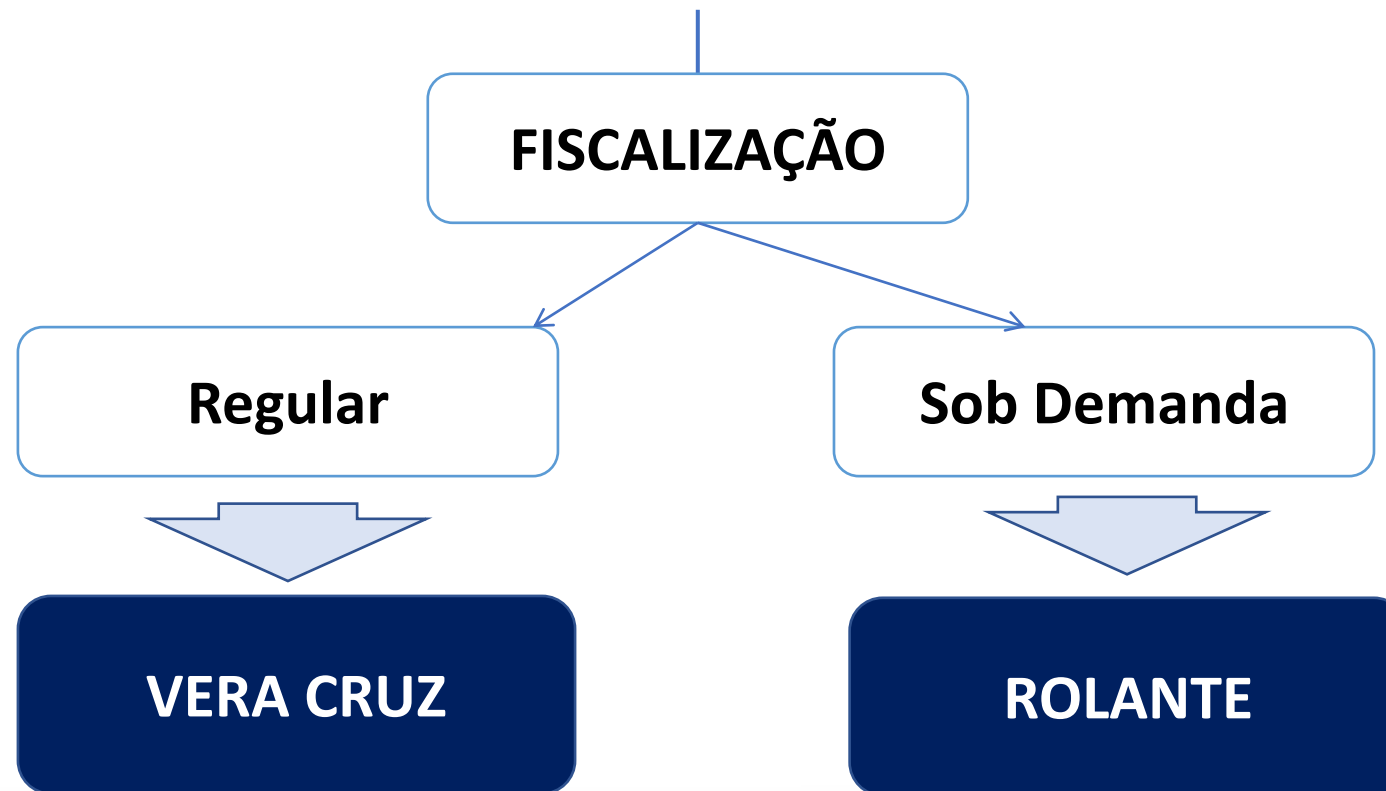 FISCALIZAÇÃO
Regular
Sob Demanda
VERA CRUZ
ROLANTE